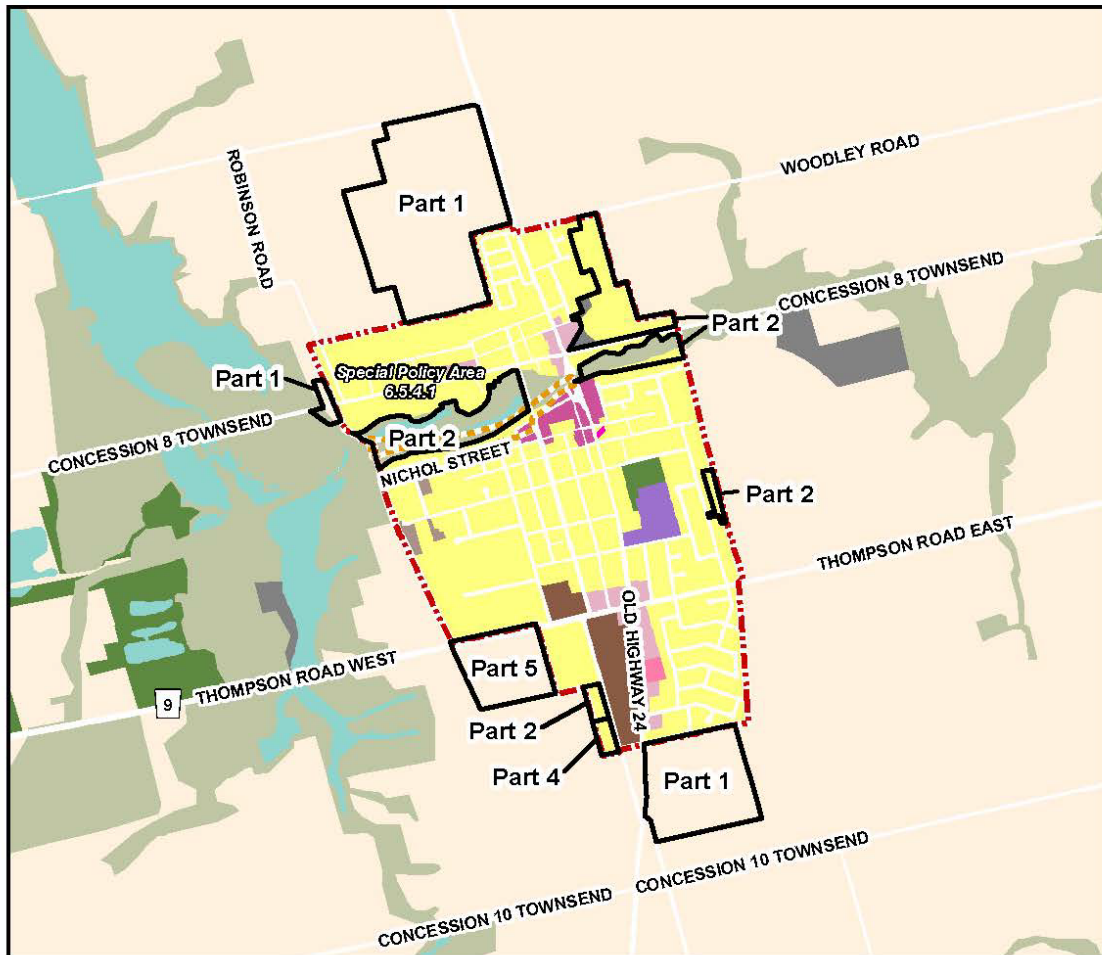 WOODLEY ROAD
ROBINSON ROAD
Part 1
CONCESSION 8 TOWNSEND
Part 2
Special Policy Area
6.5.4.1
Part 1
Part 2
CONCESSION 8 TOWNSEND
NICHOL STREET
Part 2
THOMPSON ROAD EAST
OLD HIGHWAY 24
Part 5
THOMPSON ROAD WEST
9
Part 2
Part 4
Part 1
CONCESSION 10 TOWNSEND
CONCESSION 10 TOWNSEND